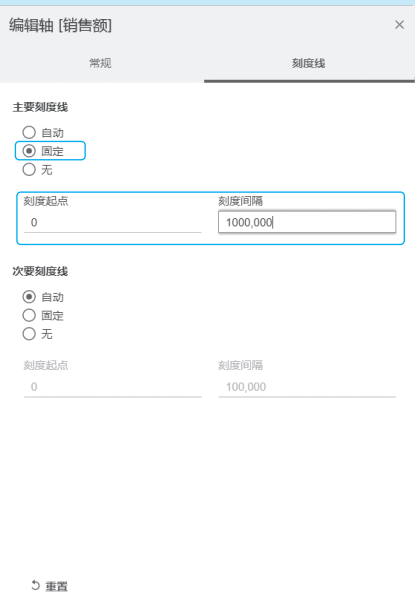 编辑轴 [销售额]
常规 刻度线
主要刻度线
自动
固定
无
刻度起点 刻度间隔
0 1000,000
次要刻度线
自动
固定
无
刻度起点 刻度间隔
0 100,000
重置